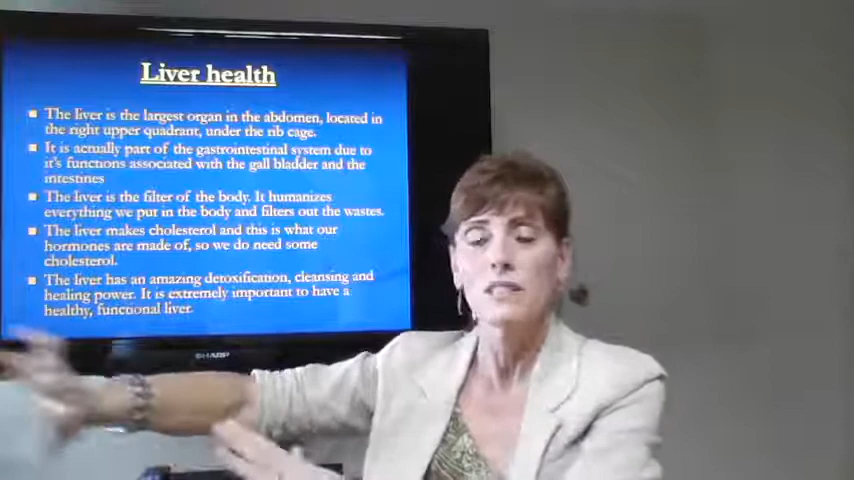 Liver health
The liver is the largest organ in the abdomen, located in
the right upper quadrant, under the rib cage.
It is actually part of the gastrointestinal system due to
it's functions associated with the gall bladder and the
intestines
The liver is the filter of the body. It humanizes
everything we put in the body and filters out the wastes.
The liver makes cholesterol and this is what our
hormones are made of, so we do need some
cholesterol.
The liver has an amazing detoxification, cleansing and
healing power. It is extremely important to have a
healthy, functional liver.
SHARP